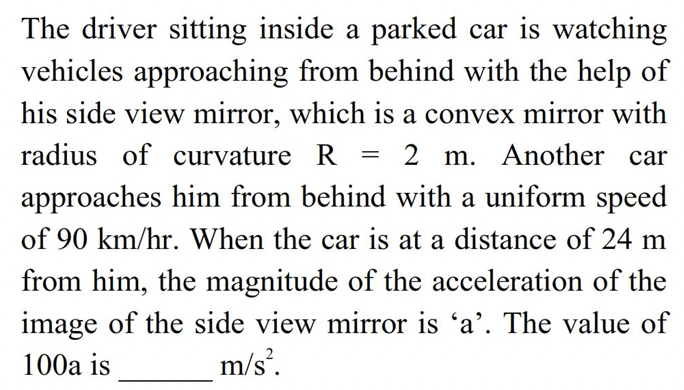 The driver sitting inside a parked car is watching
vehicles approaching from behind with the help of
his side view mirror, which is a convex mirror with
radius of curvature R = 2 m. Another car
approaches him from behind with a uniform speed
of 90 km/hr. When the car is at a distance of 24 m
from him, the magnitude of the acceleration of the
image of the side view mirror is ‘a’. The value of
100a is ______ m/s².